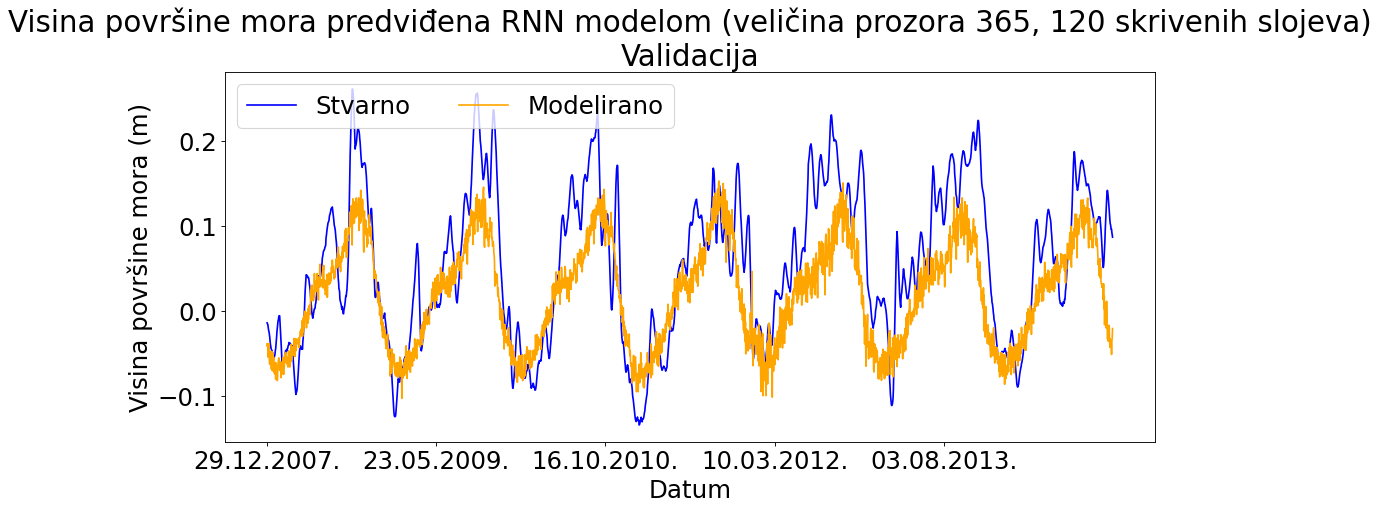 Visina površine mora predviđena RNN modelom (veličina prozora 365, 120 skrivenih slojeva)
Validacija
Stvarno
Modelirano
Visina površine mora (m)
0.2
0.1
0.0
−0.1
29.12.2007.
23.05.2009.
16.10.2010.
10.03.2012.
03.08.2013.
Datum